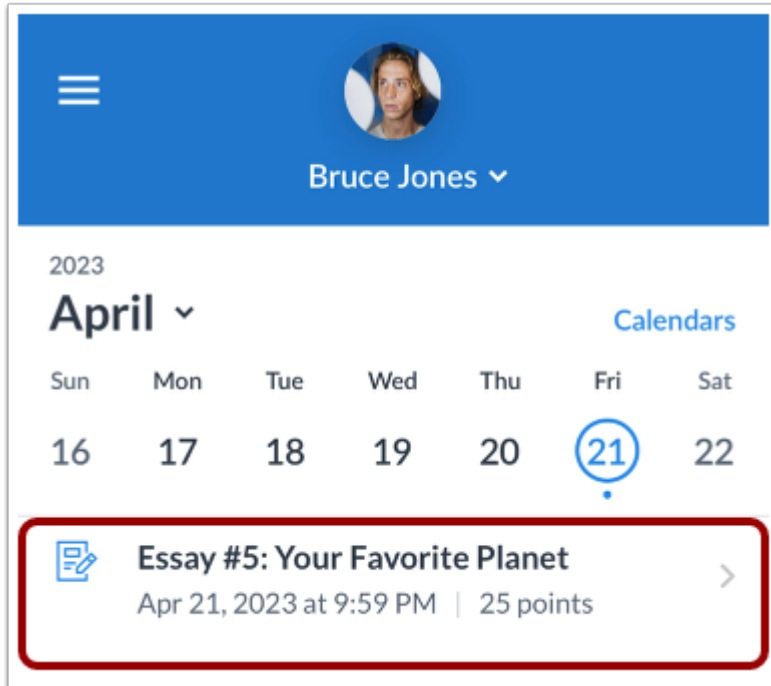 Bruce Jones
2023
April
Calendars
Sun Mon Tue Wed Thu Fri Sat
16 17 18 19 20 21 22
Essay #5: Your Favorite Planet
Apr 21, 2023 at 9:59 PM | 25 points